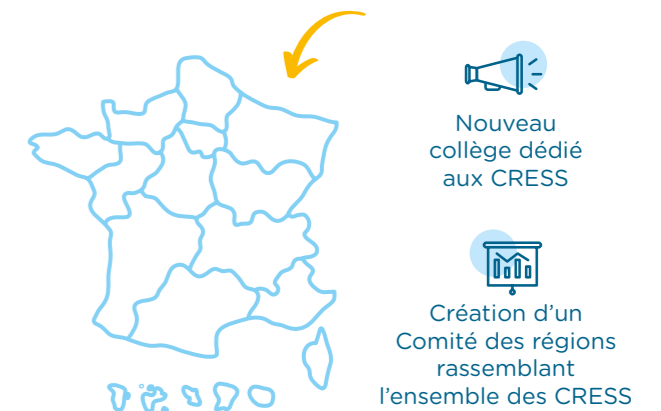 Nouveau
collège dédié
aux CRESS
Création d'un
Comité des régions
rassemblant
l'ensemble des CRESS